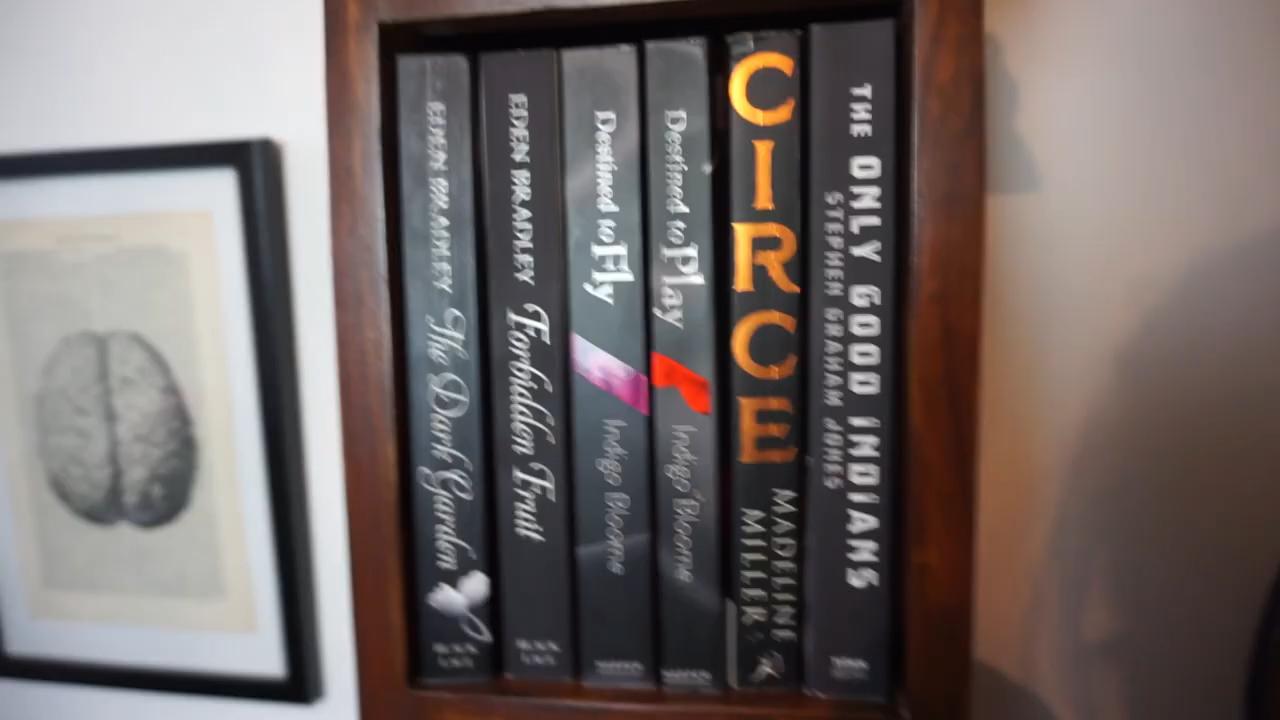 EDEN BRADLEY The Dark Garden
EDEN BRADLEY Forbidden Fruit
Destined to Fly Indigo Bloome
Destined to Play Indigo Bloome
CIRCE
MADELINE
MILLER
THE ONLY GOOD INDIANS
STEPHEN GRAHAM JONES